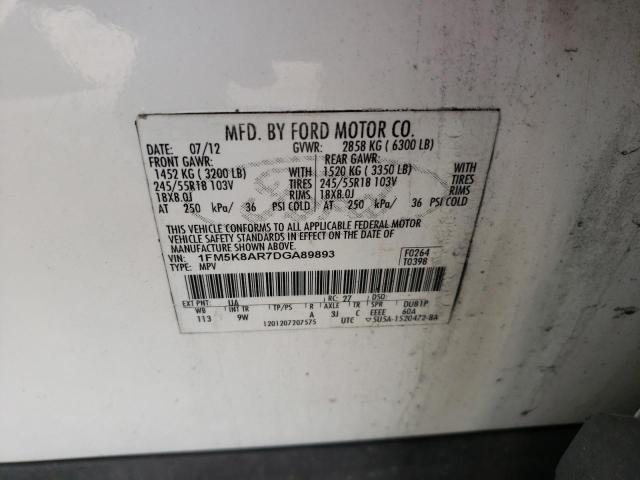 MFD. BY FORD MOTOR CO.
DATE: 07/12 GVWR: 2858 KG ( 6300 LB)
FRONT GAWR: REAR GAWR:
1452 KG ( 3200 LB) WITH 1520 KG ( 3350 LB) WITH
245/55R18 103V TIRES 245/55R18 103V TIRES
18X8.0J RIMS 18X8.0J RIMS
AT 250 kPa/ 36 PSI COLD AT 250 kPa/ 36 PSI COLD
THIS VEHICLE CONFORMS TO ALL APPLICABLE FEDERAL MOTOR
VEHICLE SAFETY STANDARDS IN EFFECT ON THE DATE OF
MANUFACTURE SHOWN ABOVE.
VIN: 1FM5K8AR7DGA89893 F0264
TYPE: MPV T0398
EXT PNT: UA RC: 27 DSO:
WB INT TR TP/PS R AXLE TR SPR DUB1P
113 9W A 3J C EEEE 60A
1201207207575 UTC 5U5A-1520472-BA